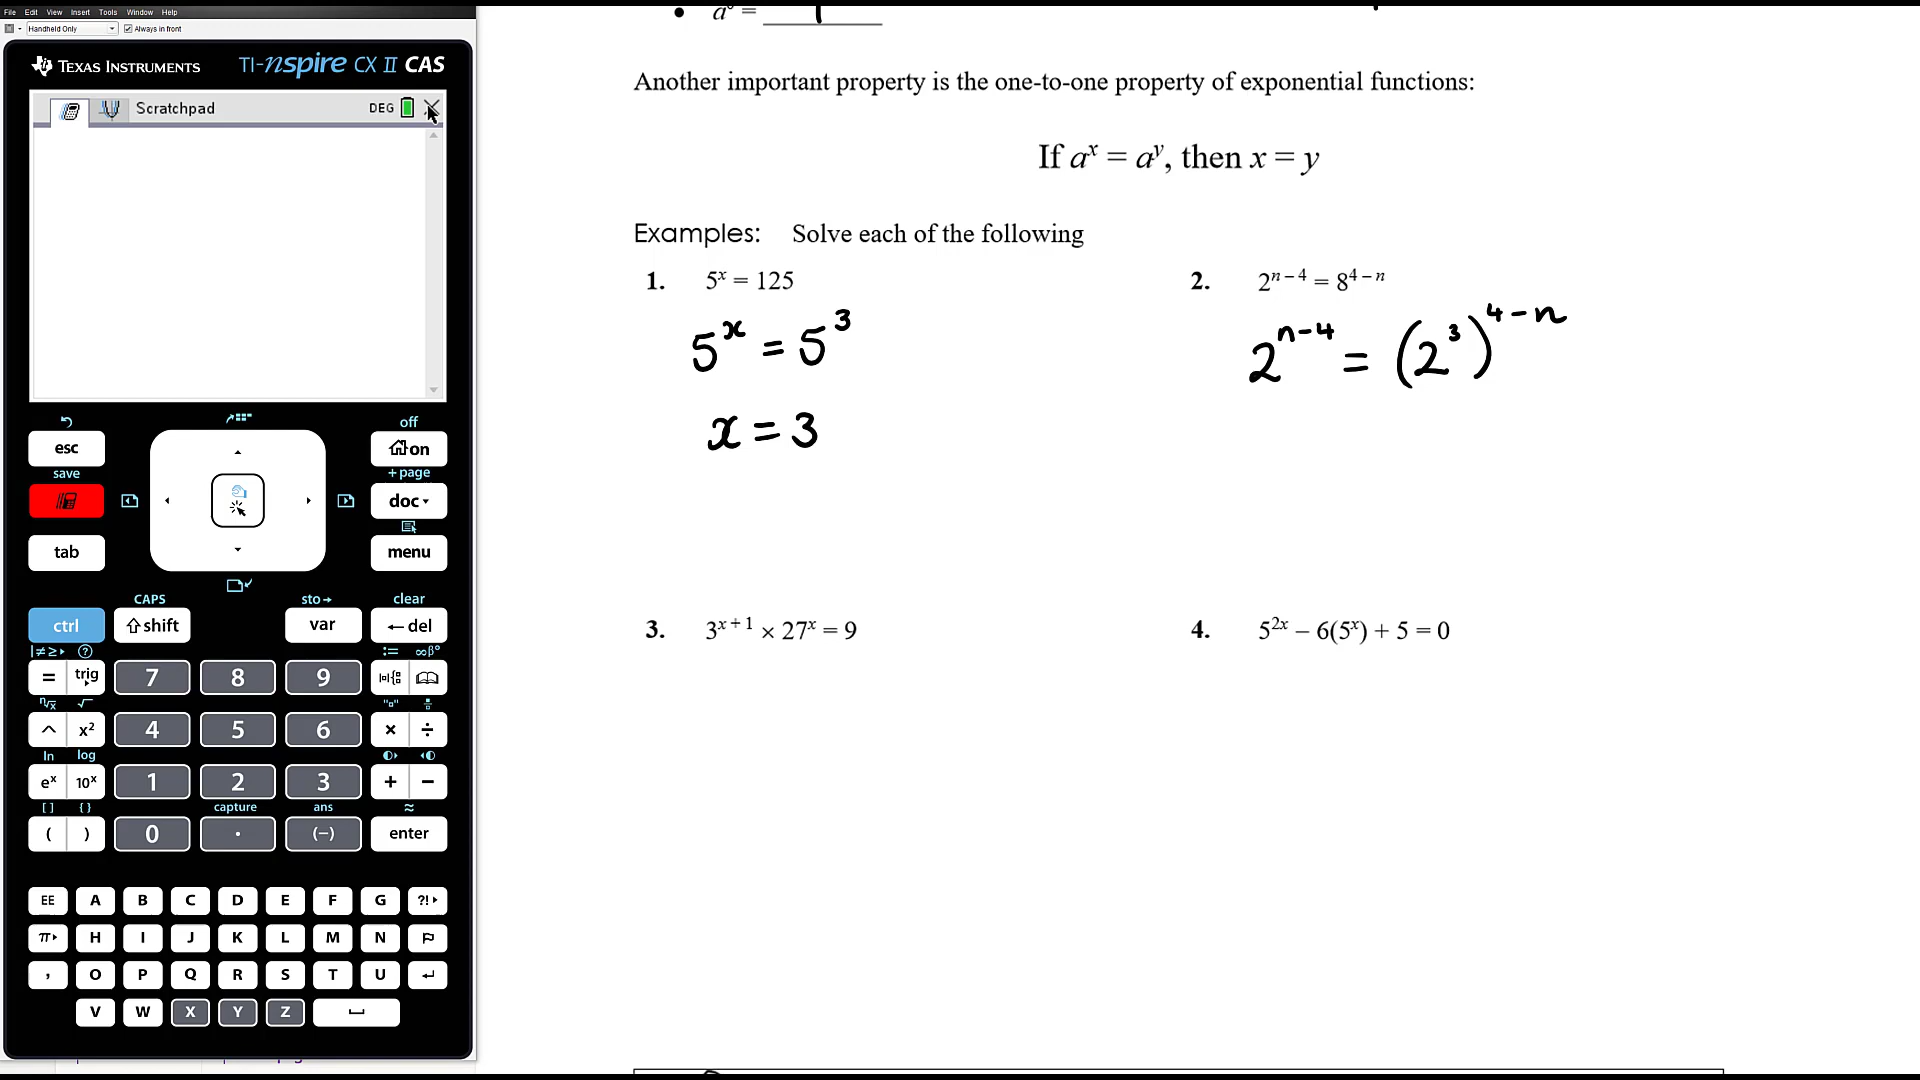 File Edit View Insert Tools Window Help
Handheld Only Always in front
TEXAS INSTRUMENTS TI-nspire CX II CAS
Scratchpad DEG
off
esc on
save + page
doc
tab menu
CAPS sto→ clear
ctrl ⇧shift var ←del
|≠≥▸ ? := ∞β°
= trig 7 8 9
ⁿ√x √ "▫"
^ x² 4 5 6 × ÷
ln log
eˣ 10ˣ 1 2 3 + −
[ ] { } capture ans ≈
( ) 0 . (−) enter
EE A B C D E F G ?!▸
π▸ H I J K L M N
, O P Q R S T U ↵
V W X Y Z
• a⁰ = 1
Another important property is the one-to-one property of exponential functions:
If aˣ = aʸ, then x = y
Examples: Solve each of the following
1. 5ˣ = 125
5ˣ = 5³
x = 3
2. 2ⁿ⁻⁴ = 8⁴⁻ⁿ
2ⁿ⁻⁴ = (2³)⁴⁻ⁿ
3. 3ˣ⁺¹ × 27ˣ = 9
4. 5²ˣ − 6(5ˣ) + 5 = 0